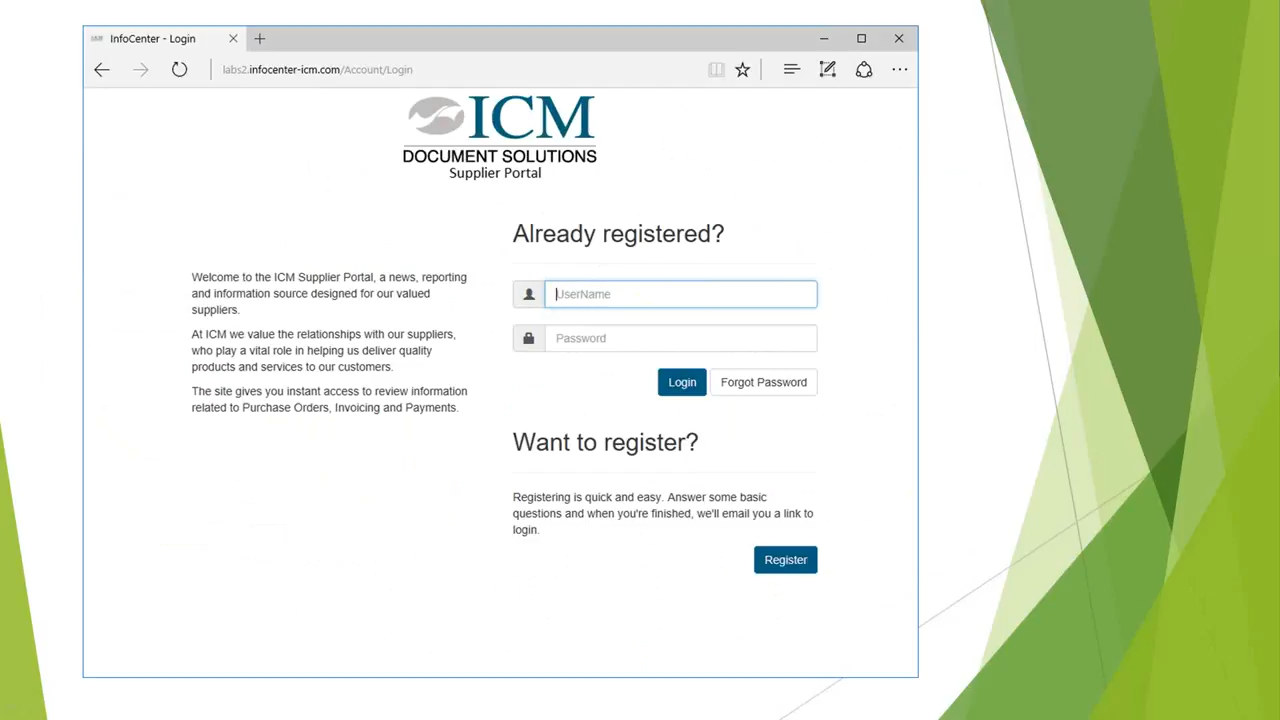 InfoCenter - Login
labs2.infocenter-icm.com/Account/Login
ICM
DOCUMENT SOLUTIONS
Supplier Portal
Welcome to the ICM Supplier Portal, a news, reporting
and information source designed for our valued
suppliers.
At ICM we value the relationships with our suppliers,
who play a vital role in helping us deliver quality
products and services to our customers.
The site gives you instant access to review information
related to Purchase Orders, Invoicing and Payments.
Already registered?
UserName
Password
Login Forgot Password
Want to register?
Registering is quick and easy. Answer some basic
questions and when you're finished, we'll email you a link to
login.
Register